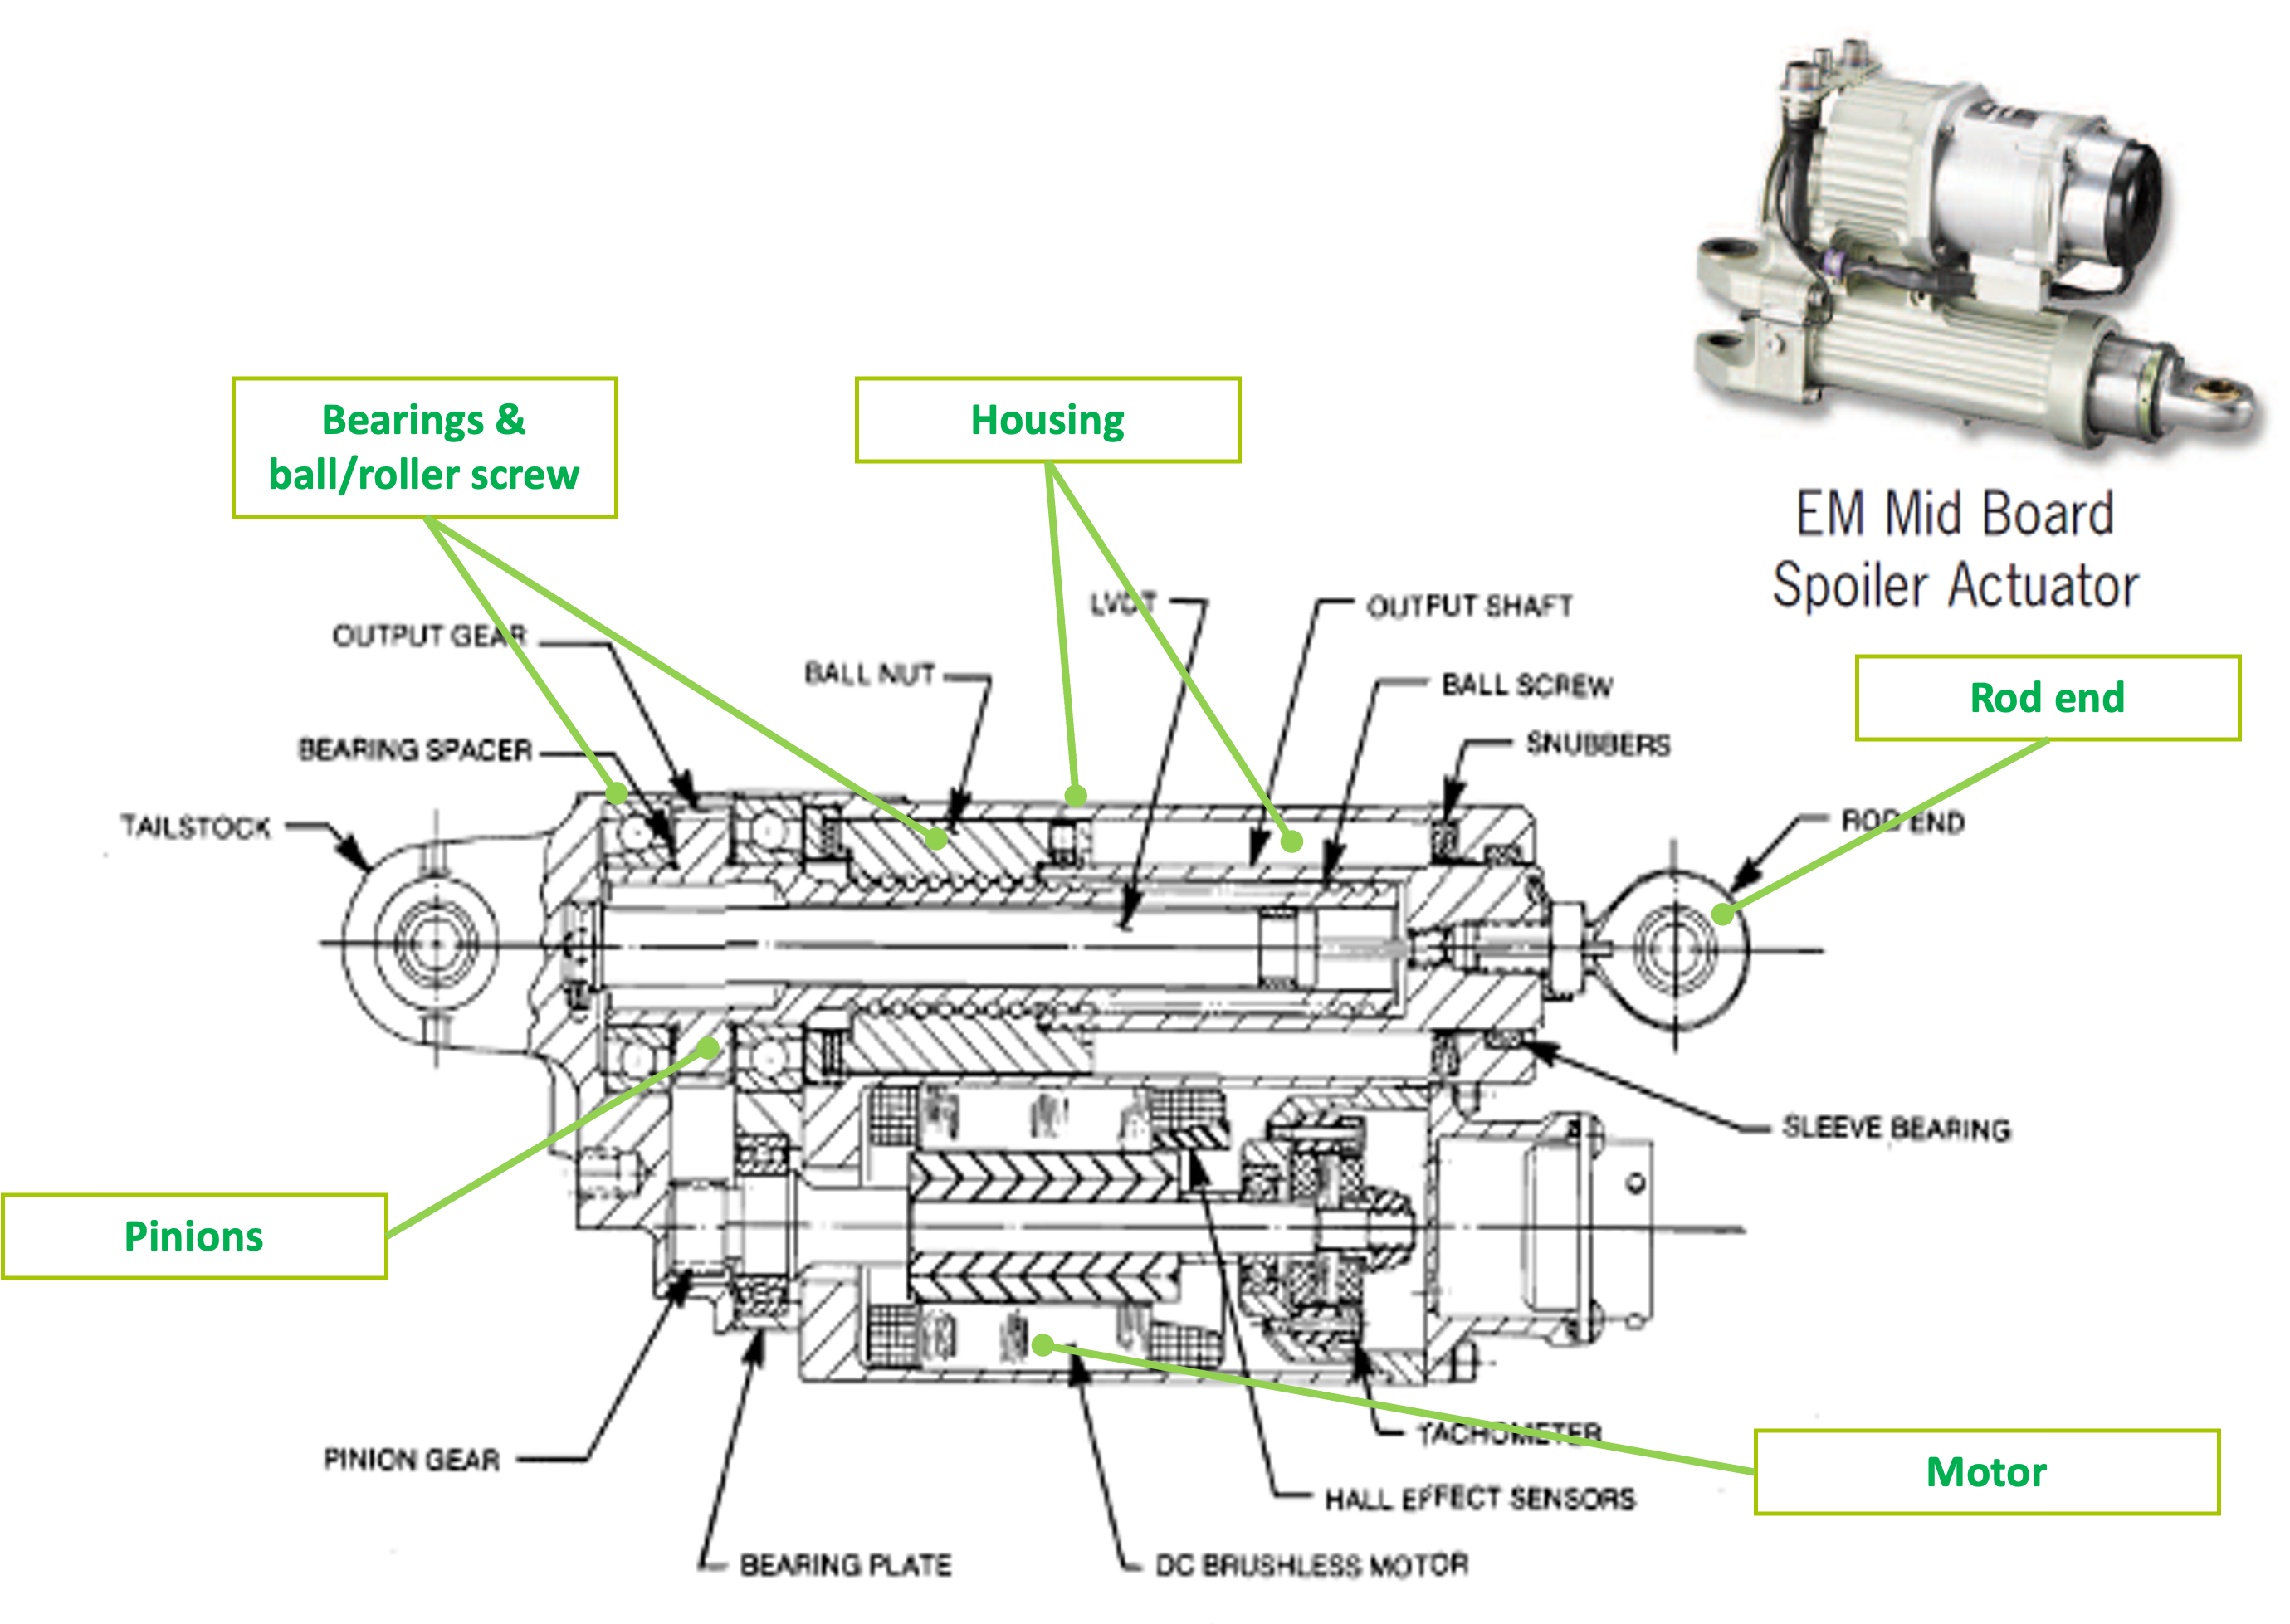 EM Mid Board
Spoiler Actuator
Bearings &
ball/roller screw
Housing
LVDT
OUTPUT SHAFT
OUTPUT GEAR
BALL NUT
BALL SCREW
Rod end
SNUBBERS
BEARING SPACER
TAILSTOCK
ROD END
SLEEVE BEARING
Pinions
TACHOMETER
PINION GEAR
Motor
HALL EFFECT SENSORS
BEARING PLATE
DC BRUSHLESS MOTOR